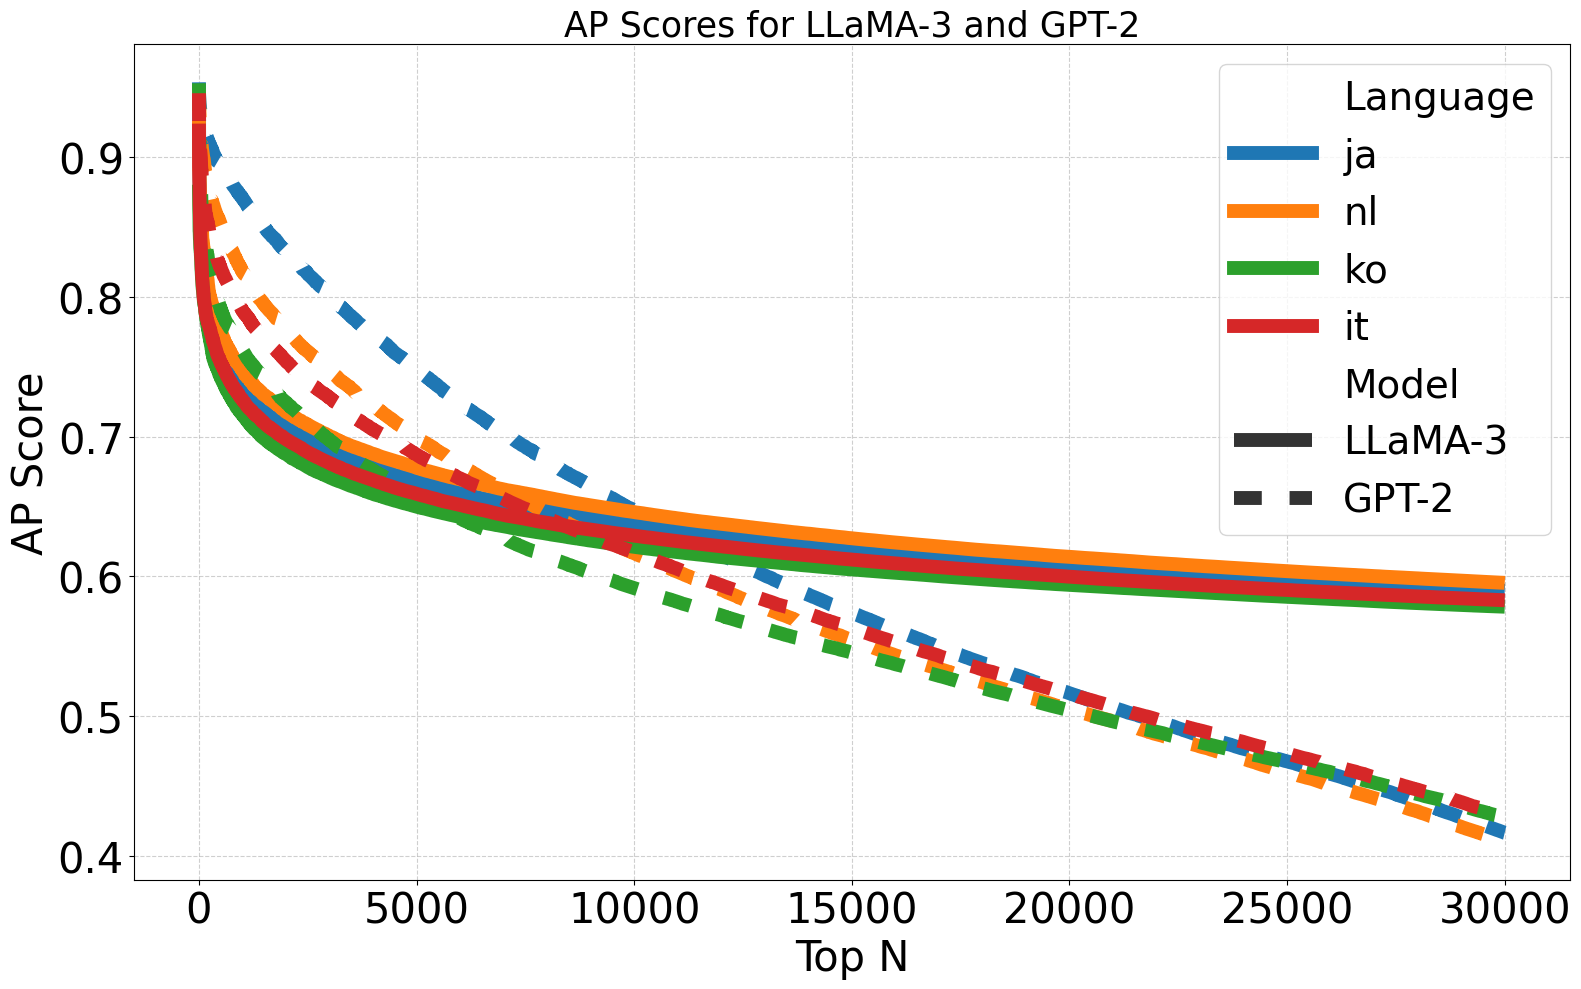 AP Scores for LLaMA-3 and GPT-2
AP Score
0.9
0.8
0.7
0.6
0.5
0.4
Language
ja
nl
ko
it
Model
LLaMA-3
GPT-2
0 5000 10000 15000 20000 25000 30000
Top N